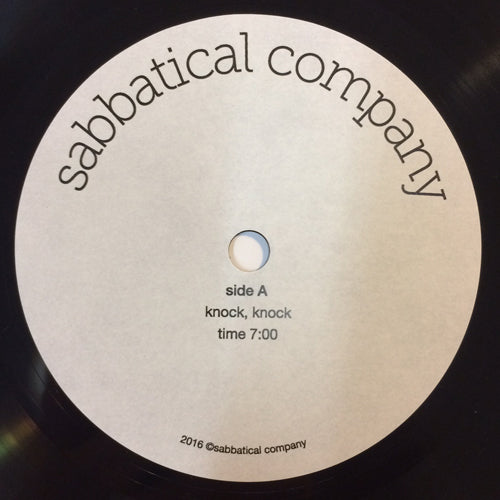 sabbatical company
side A
knock, knock
time 7:00
2016 ©sabbatical company